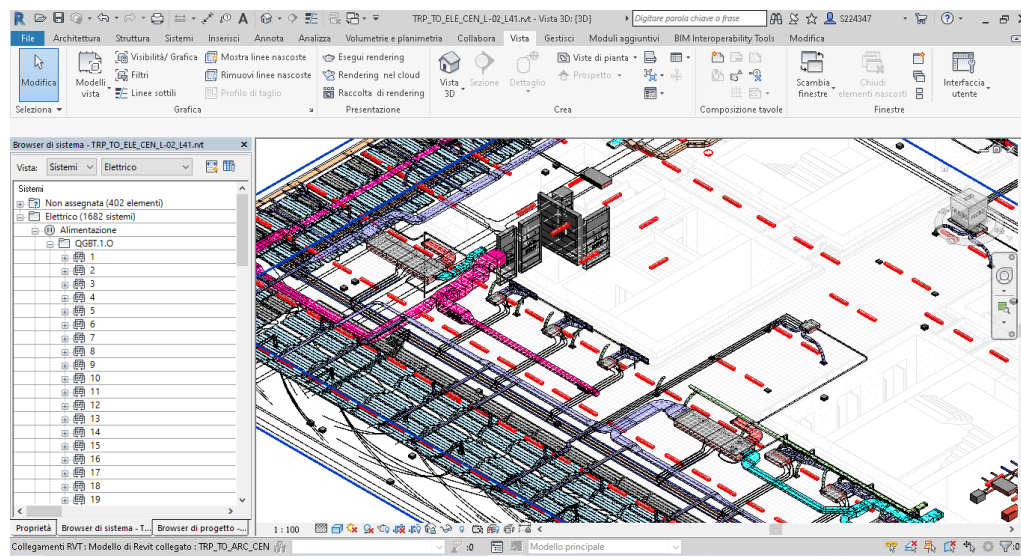 TRP_TO_ELE_CEN_L-02_L41.rvt - Vista 3D: {3D}
Digitare parola chiave o frase
S224347
File Architettura Struttura Sistemi Inserisci Annota Analizza Volumetrie e planimetria Collabora Vista Gestisci Moduli aggiuntivi BIM Interoperability Tools Modifica
Modifica
Seleziona
Modelli vista
Visibilità/ Grafica
Filtri
Linee sottili
Mostra linee nascoste
Rimuovi linee nascoste
Profilo di taglio
Grafica
Esegui rendering
Rendering nel cloud
Raccolta di rendering
Presentazione
Vista 3D
Sezione
Dettaglio
Viste di pianta
Prospetto
Crea
Composizione tavole
Scambia finestre
Chiudi elementi nascosti
Finestre
Interfaccia utente
Browser di sistema - TRP_TO_ELE_CEN_L-02_L41.rvt
Vista: Sistemi Elettrico
Sistemi
Non assegnata (402 elementi)
Elettrico (1682 sistemi)
Alimentazione
QGBT.1.O
1
2
3
4
5
6
7
8
9
10
11
12
13
14
15
16
17
18
19
Proprietà Browser di sistema - T... Browser di progetto -...
1 : 100
Collegamenti RVT : Modello di Revit collegato : TRP_TO_ARC_CEN
:0
Modello principale
:0